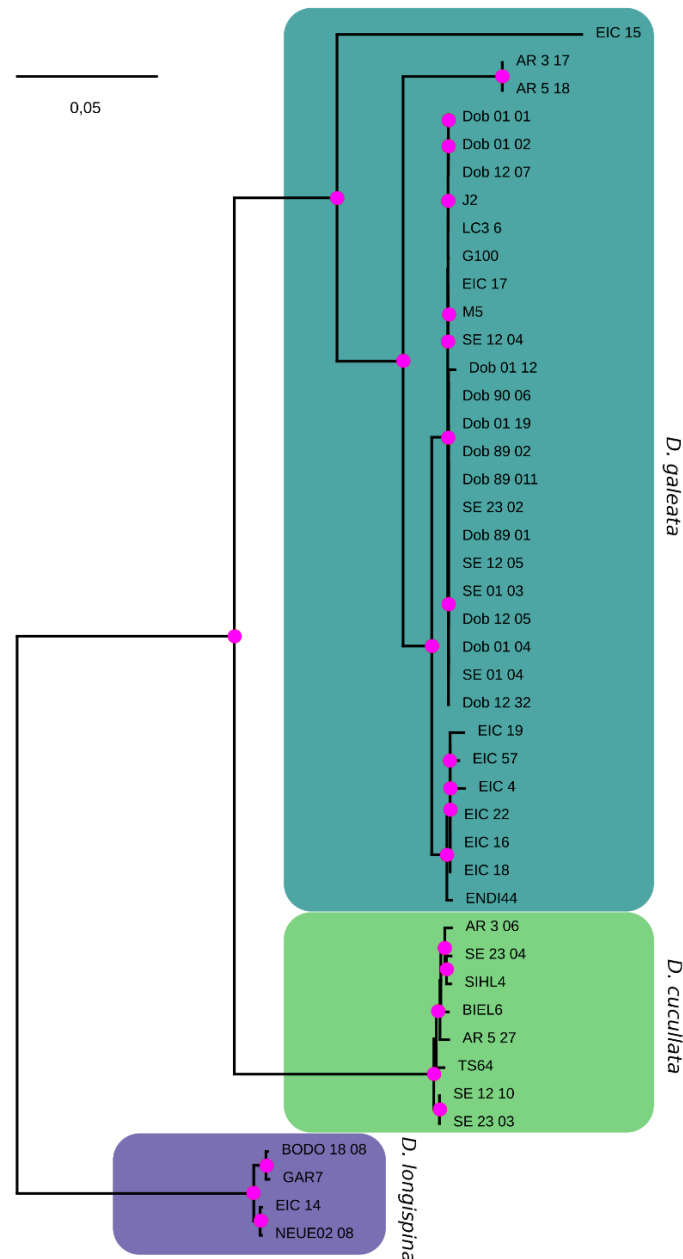 EIC 15
AR 3 17
0,05
AR 5 18
Dob 01 01
Dob 01 02
Dob 12 07
J2
LC3 6
G100
EIC 17
M5
SE 12 04
Dob 01 12
Dob 90 06
Dob 01 19
Dob 89 02
Dob 89 011
SE 23 02
Dob 89 01
SE 12 05
SE 01 03
Dob 12 05
Dob 01 04
SE 01 04
Dob 12 32
D. galeata
EIC 19
EIC 57
EIC 4
EIC 22
EIC 16
EIC 18
ENDI44
AR 3 06
SE 23 04
SIHL4
BIEL6
AR 5 27
TS64
SE 12 10
SE 23 03
D. cucullata
BODO 18 08
GAR7
EIC 14
NEUE02 08
D. longispina